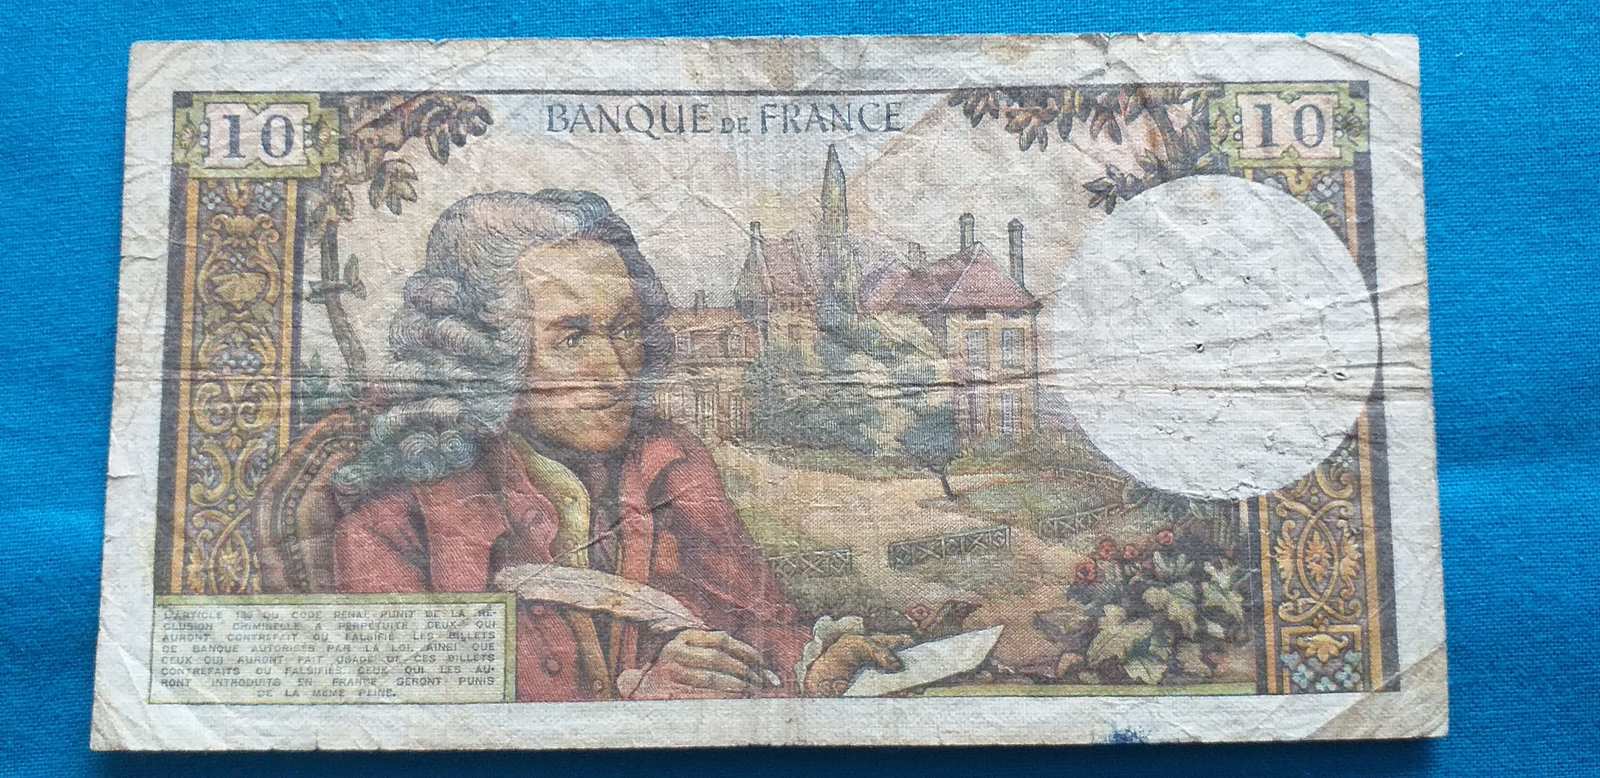 10 BANQUE DE FRANCE 10
L'ARTICLE 139 DU CODE PENAL PUNIT DE LA RÉ-
CLUSION CRIMINELLE A PERPÉTUITÉ CEUX QUI
AURONT CONTREFAIT OU FALSIFIÉ LES BILLETS
DE BANQUE AUTORISÉS PAR LA LOI, AINSI QUE
CEUX QUI AURONT FAIT USAGE DE CES BILLETS
CONTREFAITS OU FALSIFIÉS CEUX QUI LES AU-
RONT INTRODUITS EN FRANCE SERONT PUNIS
DE LA MÊME PEINE.